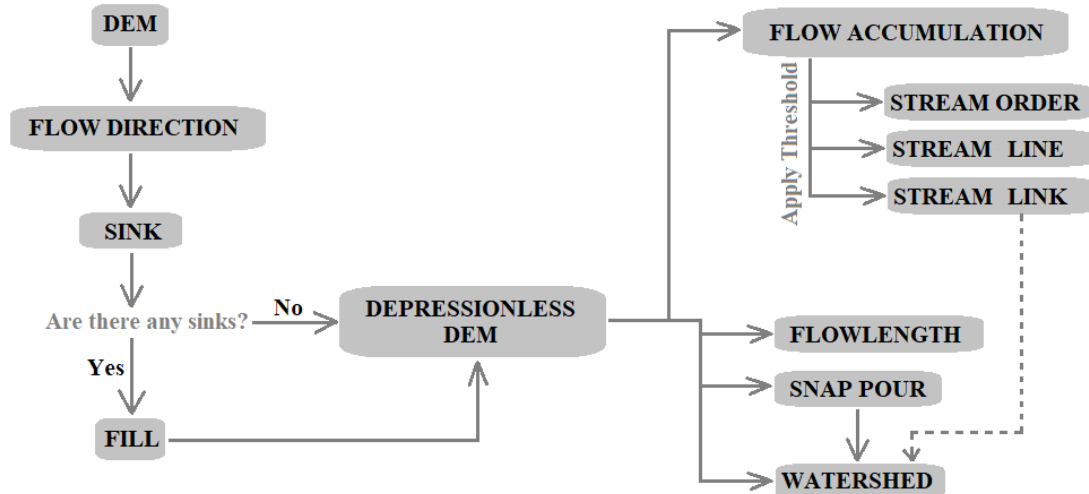 DEM
FLOW DIRECTION
SINK
Are there any sinks?
No
Yes
FILL
DEPRESSIONLESS
DEM
FLOW ACCUMULATION
Apply Threshold
STREAM ORDER
STREAM LINE
STREAM LINK
FLOWLENGTH
SNAP POUR
WATERSHED